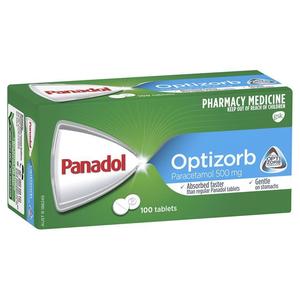 PHARMACY MEDICINE
KEEP OUT OF REACH OF CHILDREN
gsk
Panadol
Optizorb
Paracetamol 500 mg
✓ Absorbed faster
than regular Panadol tablets
✓ Gentle
on stomachs
100 tablets